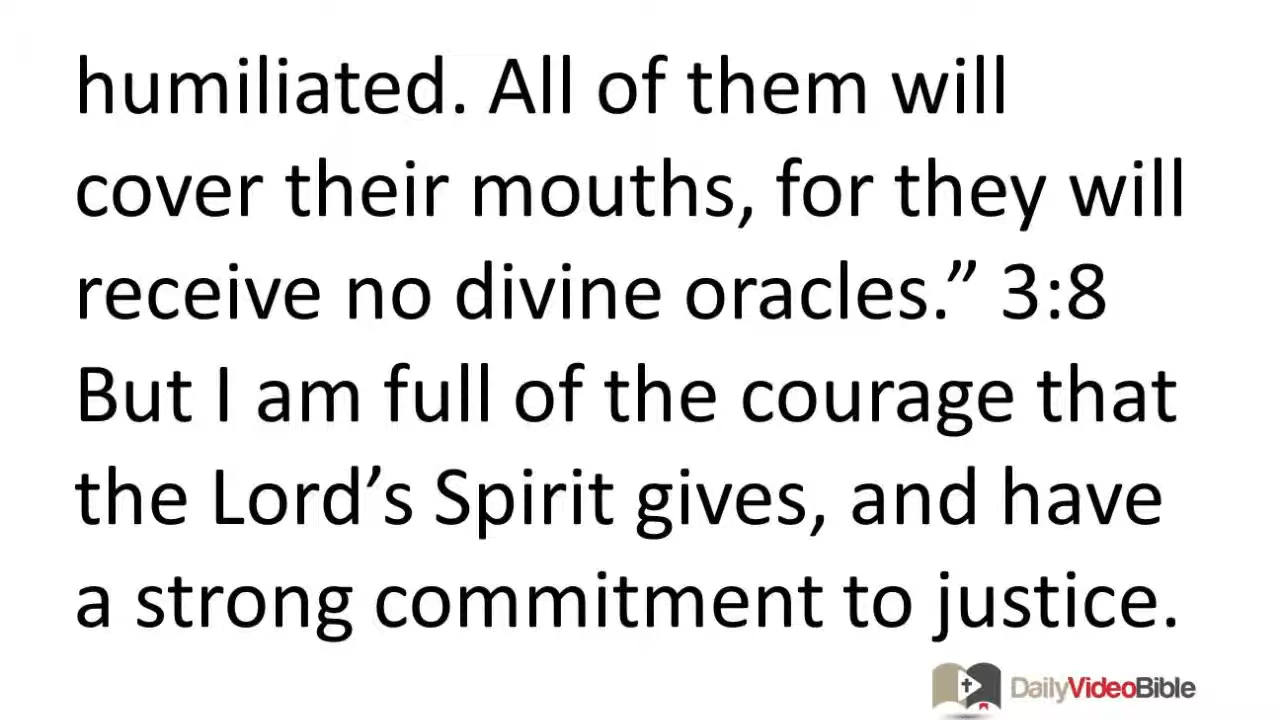 humiliated. All of them will
cover their mouths, for they will
receive no divine oracles.” 3:8
But I am full of the courage that
the Lord’s Spirit gives, and have
a strong commitment to justice.
DailyVideoBible